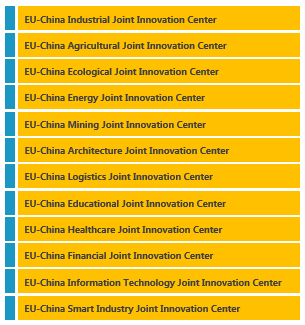 EU-China Industrial Joint Innovation Center
EU-China Agricultural Joint Innovation Center
EU-China Ecological Joint Innovation Center
EU-China Energy Joint Innovation Center
EU-China Mining Joint Innovation Center
EU-China Architecture Joint Innovation Center
EU-China Logistics Joint Innovation Center
EU-China Educational Joint Innovation Center
EU-China Healthcare Joint Innovation Center
EU-China Financial Joint Innovation Center
EU-China Information Technology Joint Innovation Center
EU-China Smart Industry Joint Innovation Center